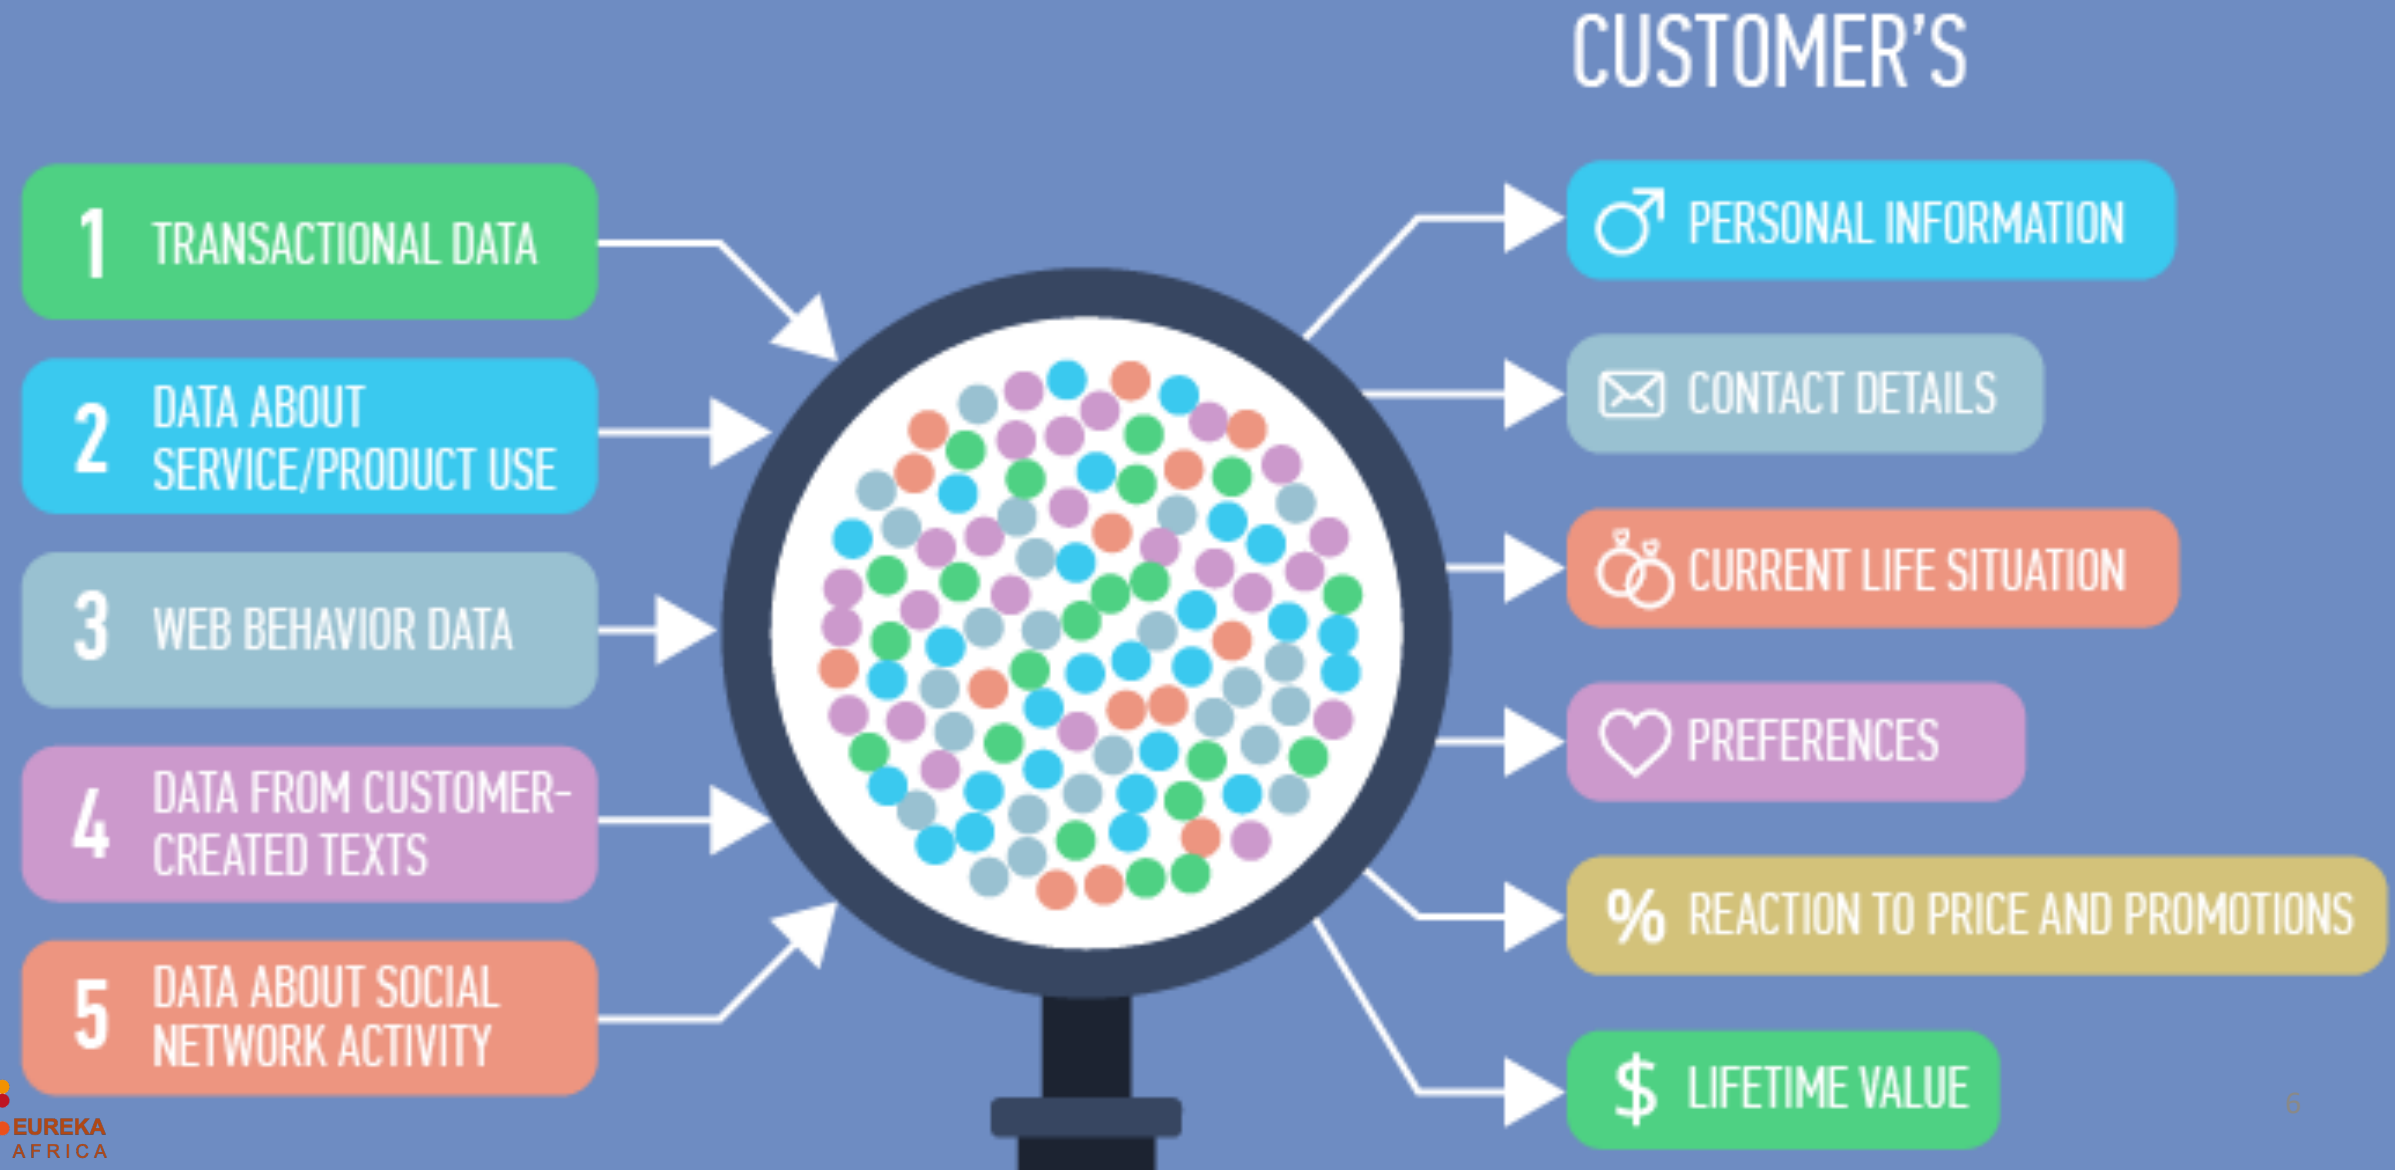 CUSTOMER'S
1 TRANSACTIONAL DATA
2 DATA ABOUT
SERVICE/PRODUCT USE
3 WEB BEHAVIOR DATA
4 DATA FROM CUSTOMER-
CREATED TEXTS
5 DATA ABOUT SOCIAL
NETWORK ACTIVITY
PERSONAL INFORMATION
CONTACT DETAILS
CURRENT LIFE SITUATION
PREFERENCES
% REACTION TO PRICE AND PROMOTIONS
$ LIFETIME VALUE
EUREKA
AFRICA
6